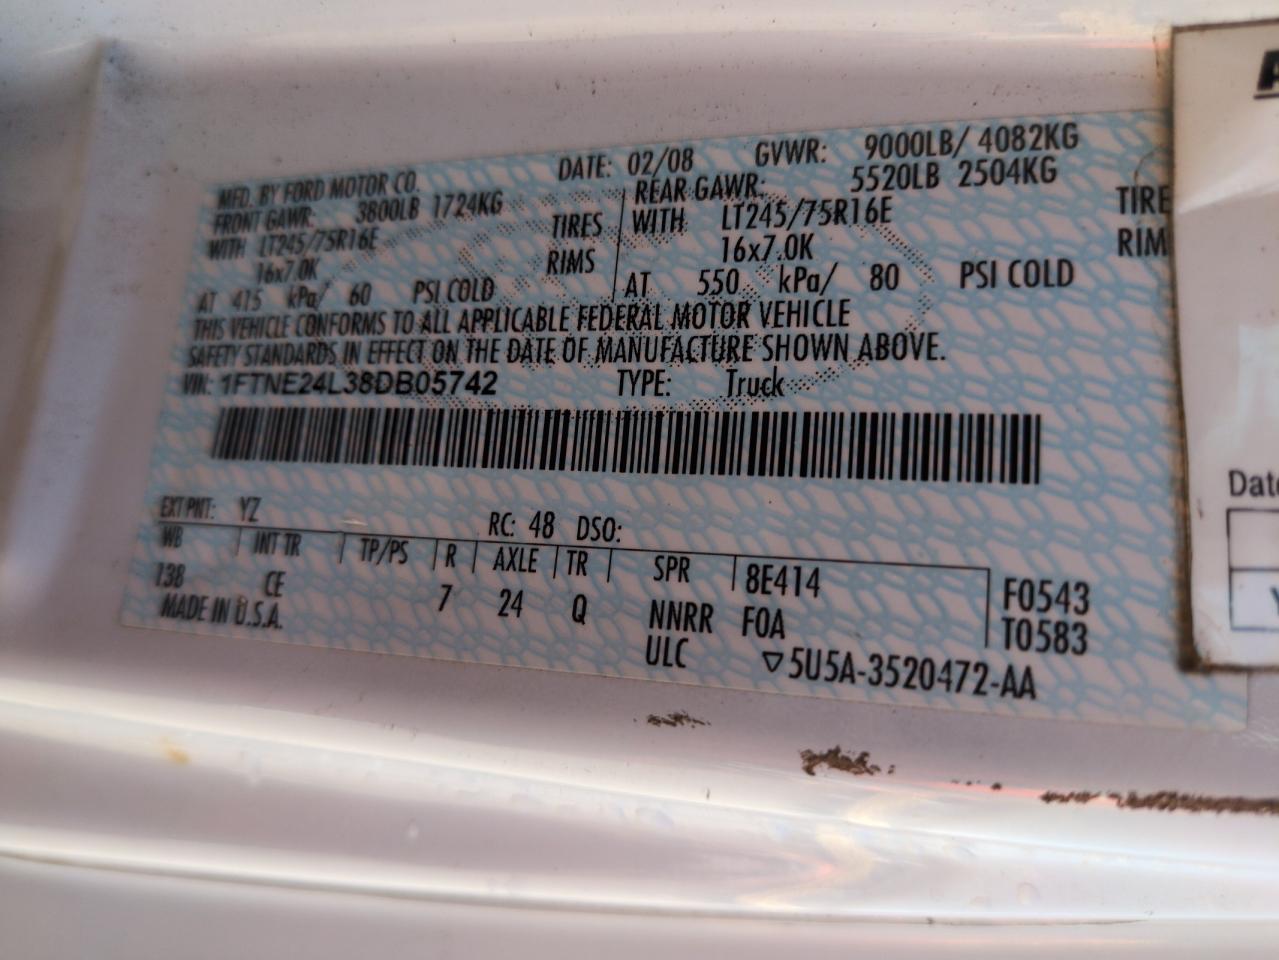 MFD. BY FORD MOTOR CO. DATE: 02/08 GVWR: 9000LB/ 4082KG
FRONT GAWR: 3800LB 1724KG REAR GAWR: 5520LB 2504KG
WITH LT245/75R16E TIRES WITH LT245/75R16E TIRE
16x7.0K RIMS 16x7.0K RIM
AT 415 kPa/ 60 PSI COLD AT 550 kPa/ 80 PSI COLD
THIS VEHICLE CONFORMS TO ALL APPLICABLE FEDERAL MOTOR VEHICLE
SAFETY STANDARDS IN EFFECT ON THE DATE OF MANUFACTURE SHOWN ABOVE.
VIN: 1FTNE24L38DB05742 TYPE: Truck
EXT PNT: YZ RC: 48 DSO:
WB INT TR TP/PS R AXLE TR SPR 8E414 F0543
138 CE 7 24 Q NNRR FOA T0583
MADE IN U.S.A. ULC ▽5U5A-3520472-AA
Date